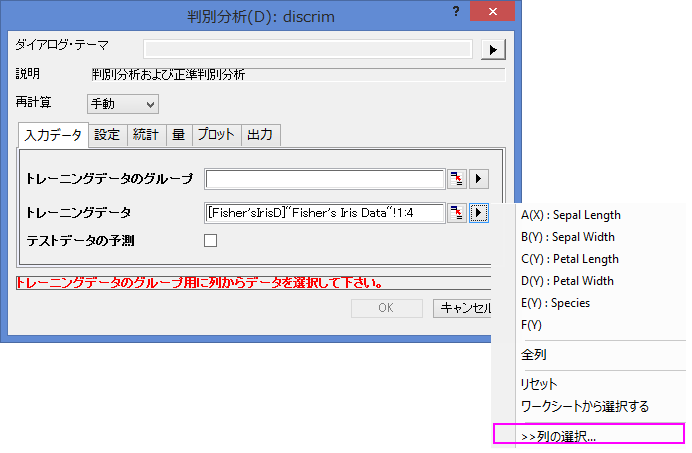 判別分析(D): discrim
?
ダイアログ・テーマ
説明
判別分析および正準判別分析
再計算
手動
入力データ 設定 統計 量 プロット 出力
トレーニングデータのグループ
トレーニングデータ
[Fisher'sIrisD]"Fisher's Iris Data"!1:4
テストデータの予測
トレーニングデータのグループ用に列からデータを選択して下さい。
OK キャンセル
A(X) : Sepal Length
B(Y) : Sepal Width
C(Y) : Petal Length
D(Y) : Petal Width
E(Y) : Species
F(Y)
全列
リセット
ワークシートから選択する
>>列の選択...